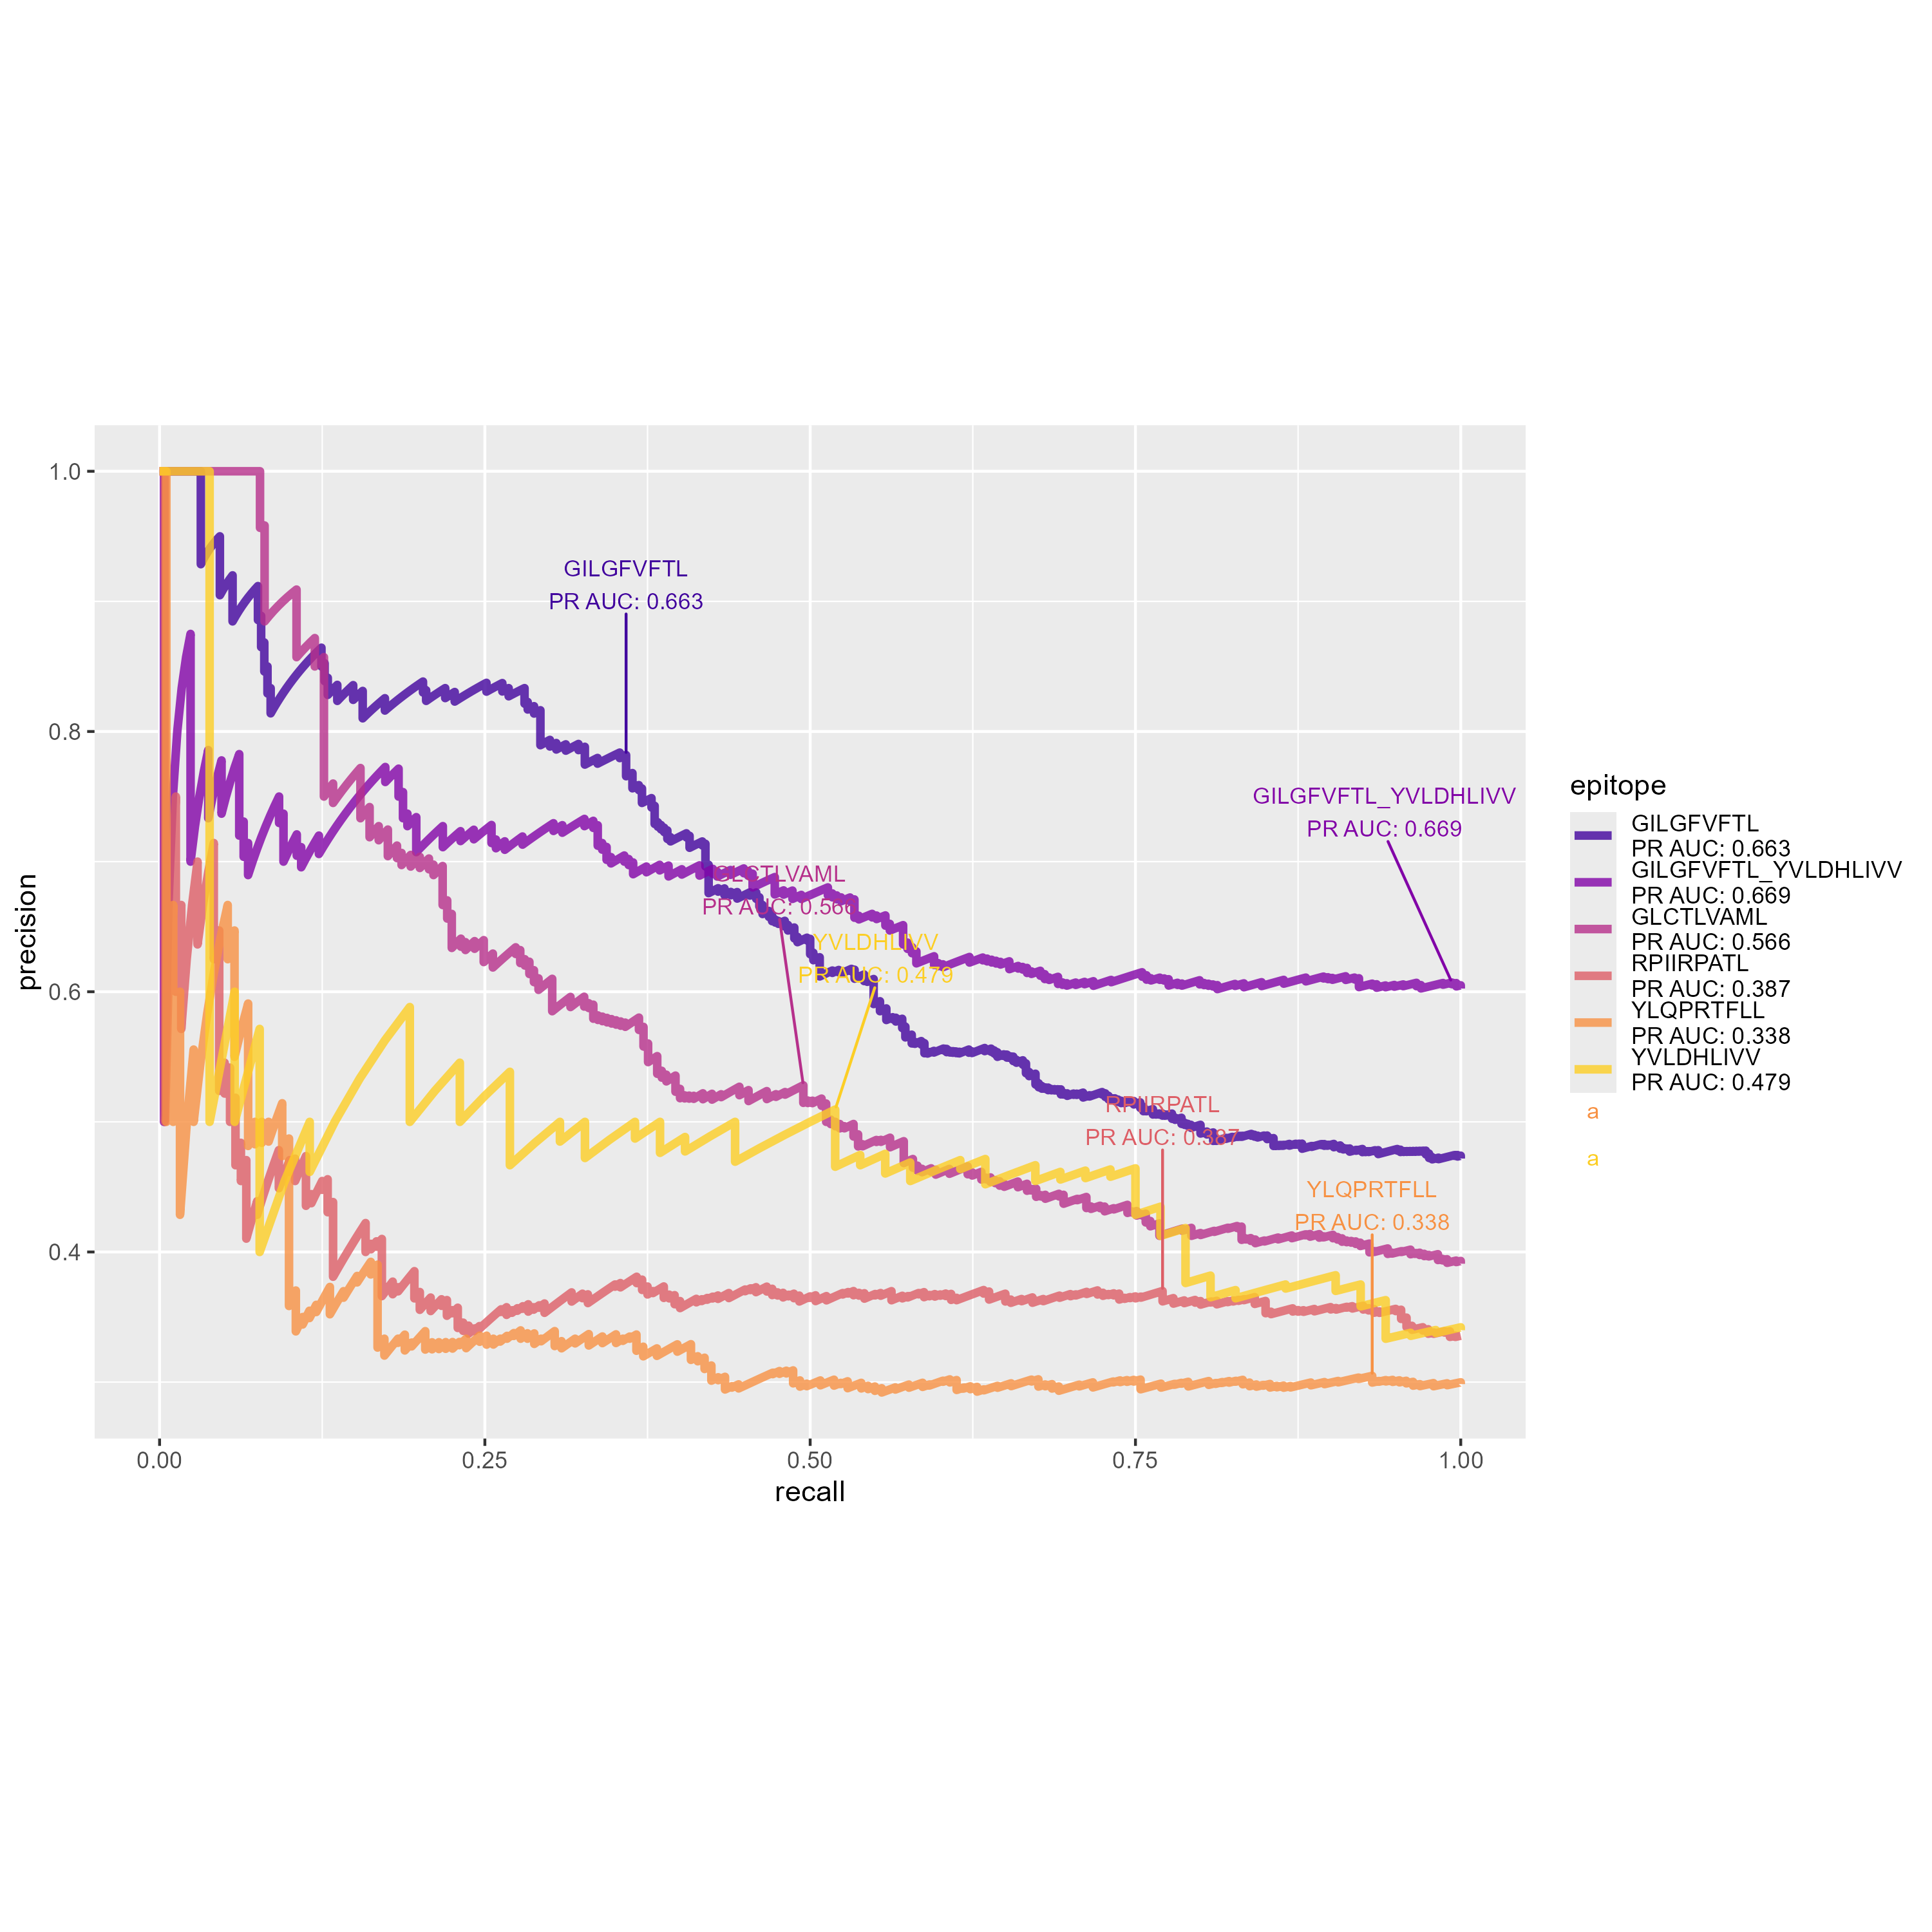 1.0
0.8
0.6
0.4
precision
0.00
0.25
0.50
0.75
1.00
recall
GILGFVFTL
PR AUC: 0.663
GILGFVFTL_YVLDHLIVV
PR AUC: 0.669
GLCTLVAML
PR AUC: 0.566
YVLDHLIVV
PR AUC: 0.479
RPIIRPATL
PR AUC: 0.387
YLQPRTFLL
PR AUC: 0.338
epitope
GILGFVFTL
PR AUC: 0.663
GILGFVFTL_YVLDHLIVV
PR AUC: 0.669
GLCTLVAML
PR AUC: 0.566
RPIIRPATL
PR AUC: 0.387
YLQPRTFLL
PR AUC: 0.338
YVLDHLIVV
PR AUC: 0.479
a
a